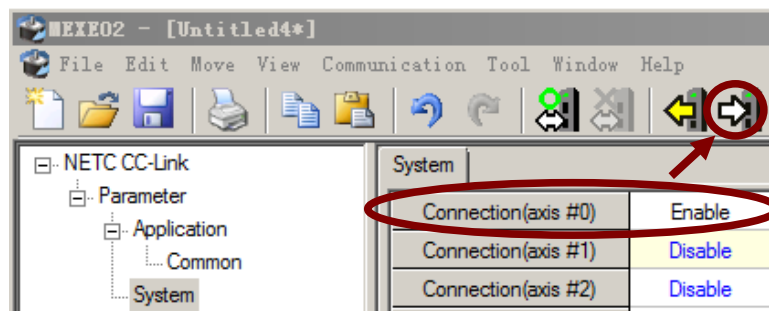 MEXE02 - [Untitled4*]
File Edit Move View Communication Tool Window Help
NETC CC-Link
Parameter
Application
Common
System
System
Connection(axis #0) Enable
Connection(axis #1) Disable
Connection(axis #2) Disable